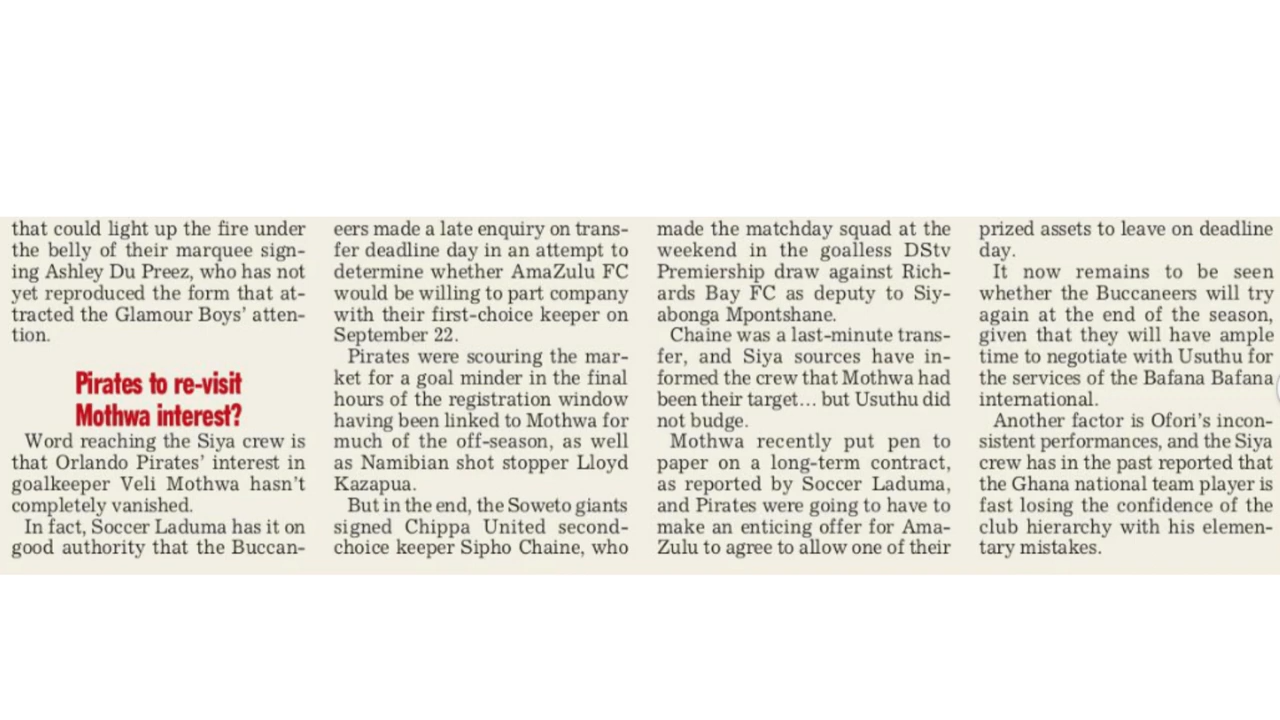 that could light up the fire under
the belly of their marquee sign-
ing Ashley Du Preez, who has not
yet reproduced the form that at-
tracted the Glamour Boys' atten-
tion.
Pirates to re-visit
Mothwa interest?
Word reaching the Siya crew is
that Orlando Pirates' interest in
goalkeeper Veli Mothwa hasn't
completely vanished.
In fact, Soccer Laduma has it on
good authority that the Buccan-
eers made a late enquiry on trans-
fer deadline day in an attempt to
determine whether AmaZulu FC
would be willing to part company
with their first-choice keeper on
September 22.
Pirates were scouring the mar-
ket for a goal minder in the final
hours of the registration window
having been linked to Mothwa for
much of the off-season, as well
as Namibian shot stopper Lloyd
Kazapua.
But in the end, the Soweto giants
signed Chippa United second-
choice keeper Sipho Chaine, who
made the matchday squad at the
weekend in the goalless DStv
Premiership draw against Rich-
ards Bay FC as deputy to Siy-
abonga Mpontshane.
Chaine was a last-minute trans-
fer, and Siya sources have in-
formed the crew that Mothwa had
been their target... but Usuthu did
not budge.
Mothwa recently put pen to
paper on a long-term contract,
as reported by Soccer Laduma,
and Pirates were going to have to
make an enticing offer for Ama-
Zulu to agree to allow one of their
prized assets to leave on deadline
day.
It now remains to be seen
whether the Buccaneers will try
again at the end of the season,
given that they will have ample
time to negotiate with Usuthu for
the services of the Bafana Bafana
international.
Another factor is Ofori's incon-
sistent performances, and the Siya
crew has in the past reported that
the Ghana national team player is
fast losing the confidence of the
club hierarchy with his elemen-
tary mistakes.